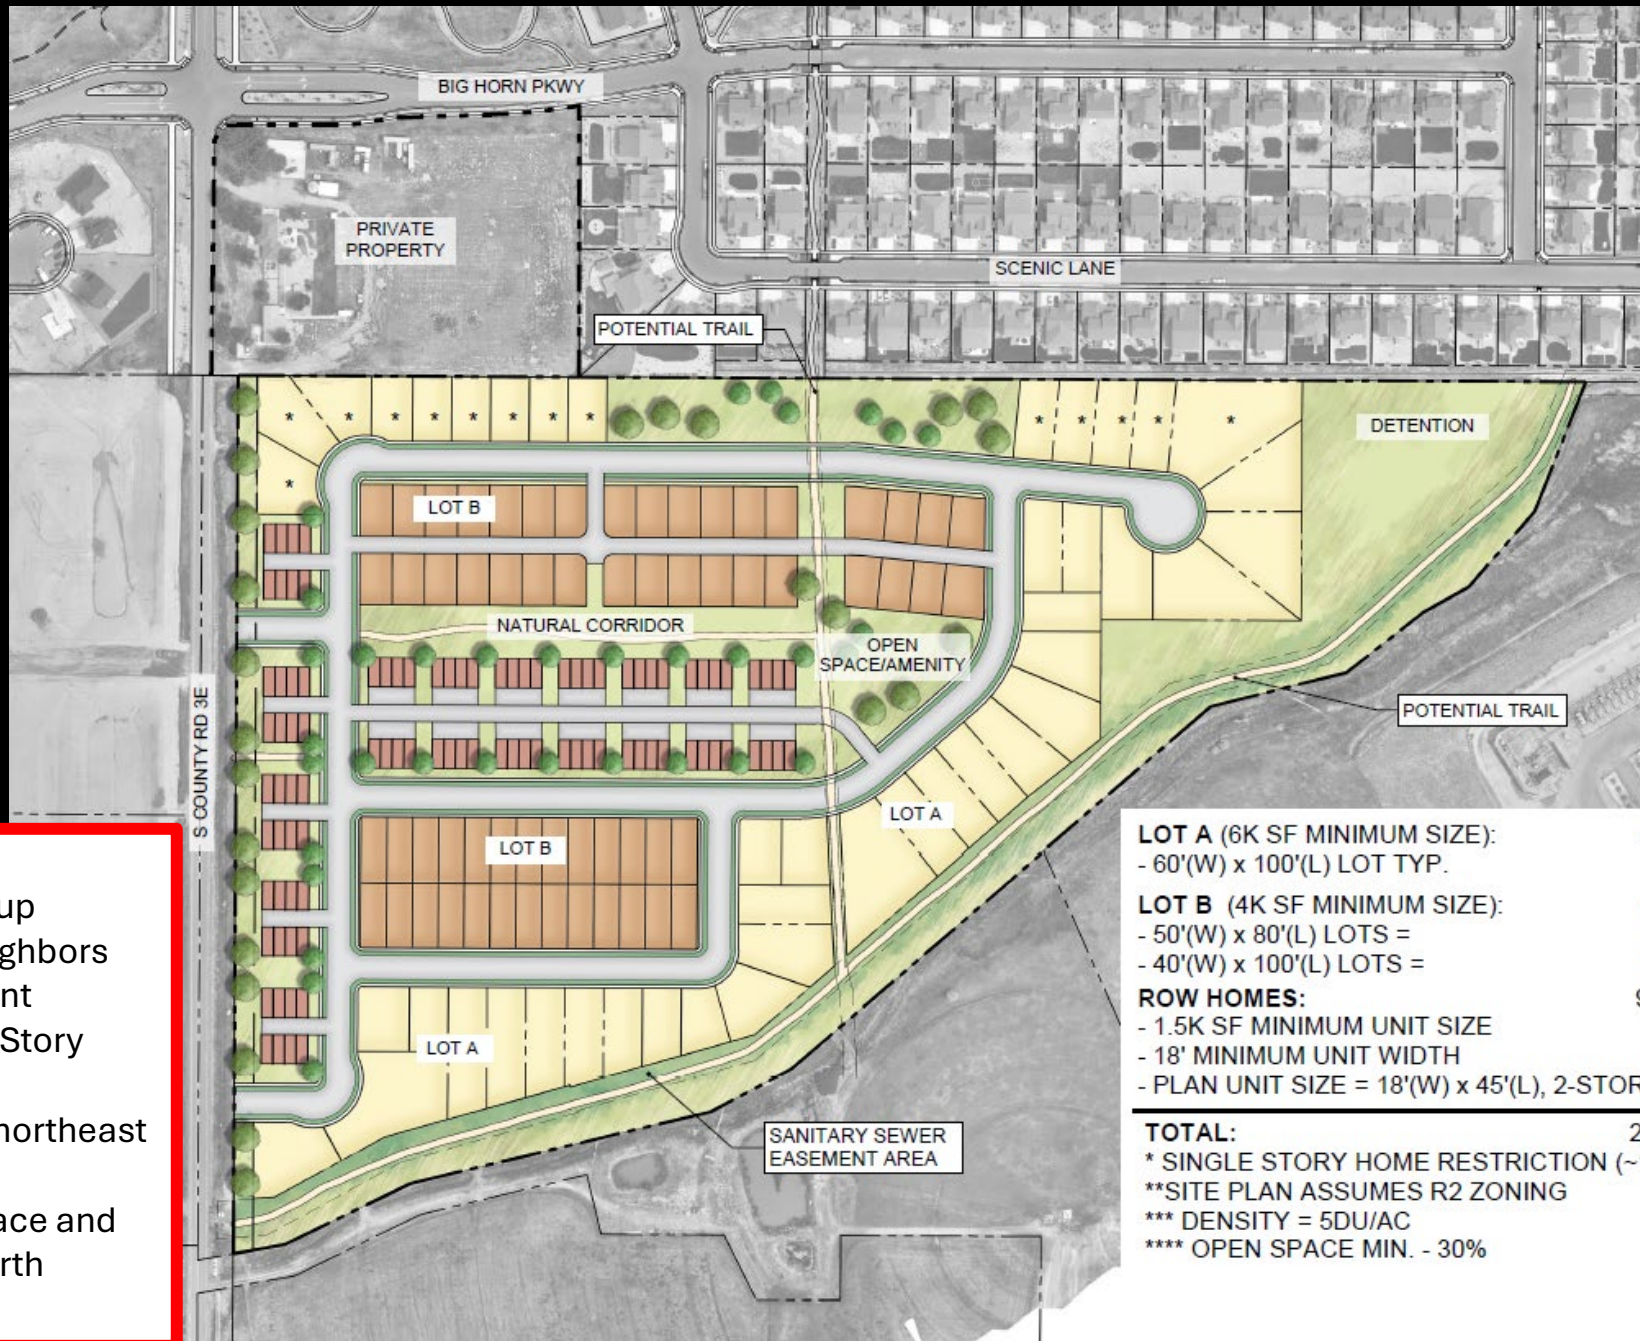 BIG HORN PKWY
PRIVATE
PROPERTY
SCENIC LANE
POTENTIAL TRAIL
* * * * * * * *
* * * * *
DETENTION
*
LOT B
NATURAL CORRIDOR
OPEN
SPACE/AMENITY
S COUNTY RD 3E
POTENTIAL TRAIL
LOT A
LOT B
LOT A
SANITARY SEWER
EASEMENT AREA
up
ghbors
nt
Story
northeast
ace and
rth
LOT A (6K SF MINIMUM SIZE):
- 60'(W) x 100'(L) LOT TYP.
LOT B (4K SF MINIMUM SIZE):
- 50'(W) x 80'(L) LOTS =
- 40'(W) x 100'(L) LOTS =
ROW HOMES: 9
- 1.5K SF MINIMUM UNIT SIZE
- 18' MINIMUM UNIT WIDTH
- PLAN UNIT SIZE = 18'(W) x 45'(L), 2-STOR
TOTAL: 2
* SINGLE STORY HOME RESTRICTION (~
**SITE PLAN ASSUMES R2 ZONING
*** DENSITY = 5DU/AC
**** OPEN SPACE MIN. - 30%